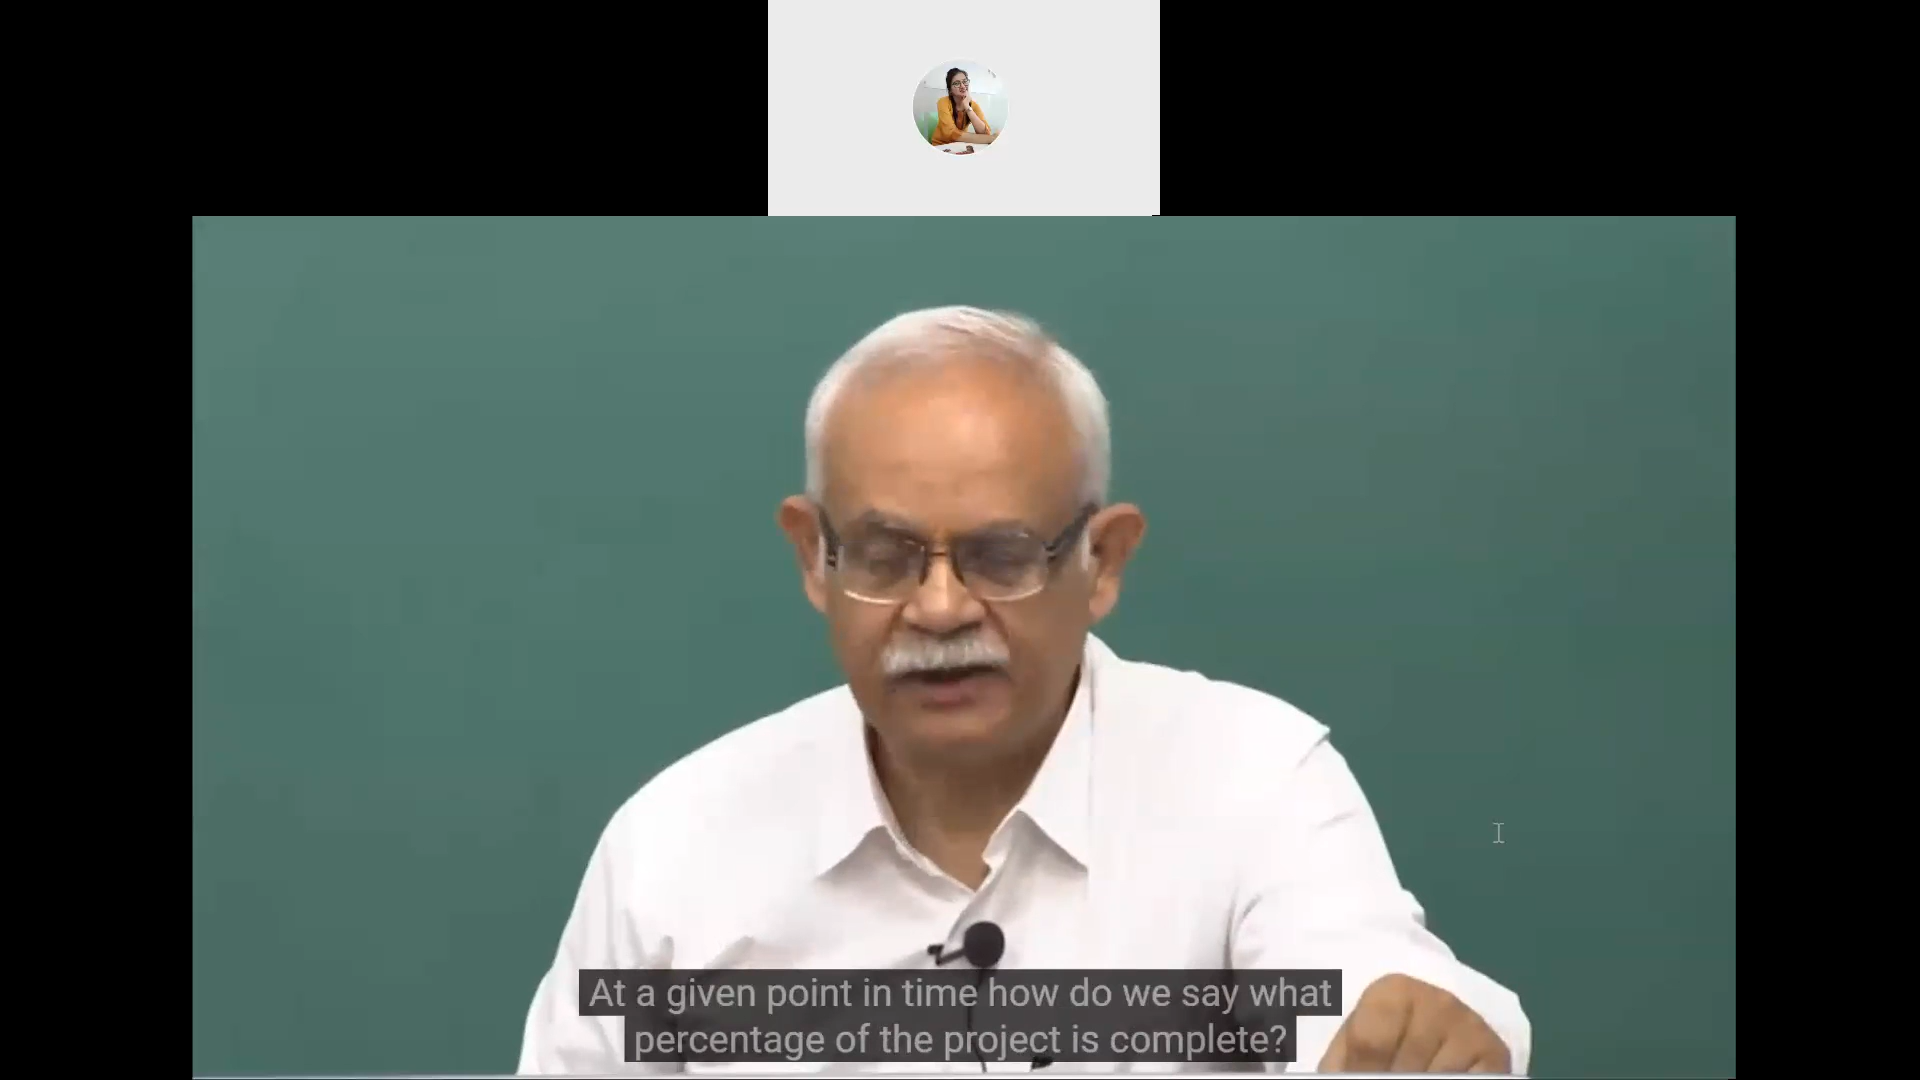 At a given point in time how do we say what
percentage of the project is complete?